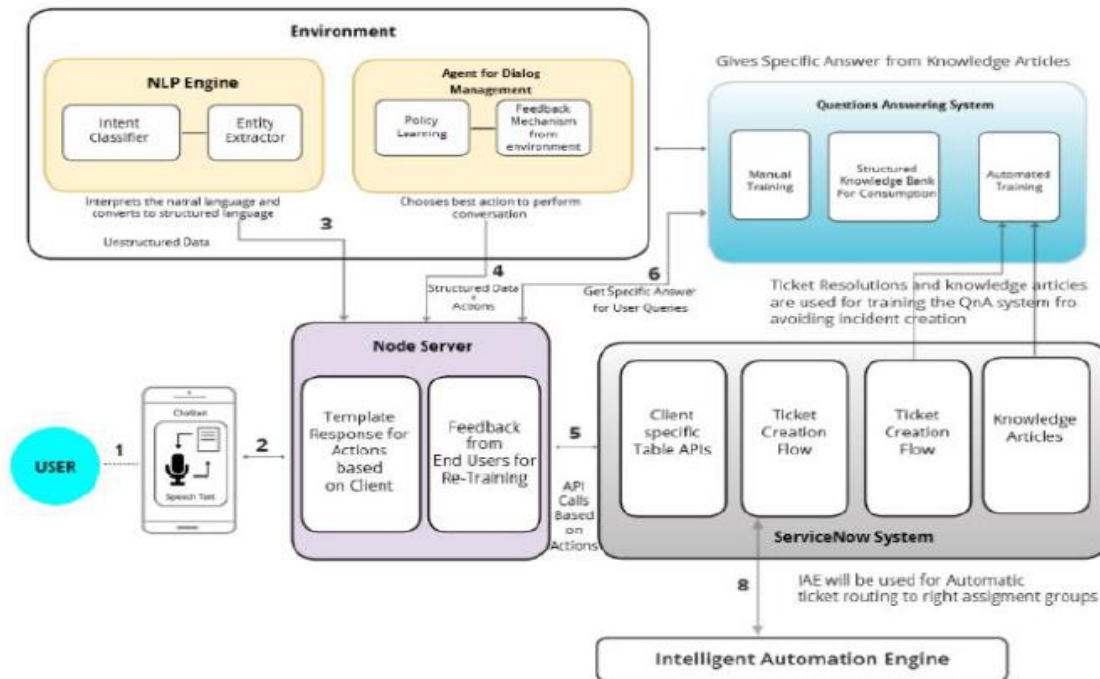 Environment
NLP Engine
Intent
Classifier
Entity
Extractor
Interprets the natral language and
converts to structured language
Agent for Dialog
Management
Policy
Learning
Feedback
Mechanism
from
environment
Chooses best action to perform
conversation
Unstructured Data
3
4
Structured Data
+
Actions
6
Get Specific Answer
for User Queries
Gives Specific Answer from Knowledge Articles
Questions Answering System
Manual
Training
Structured
Knowledge Bank
For Consumption
Automated
Training
Ticket Resolutions and knowledge articles
are used for training the QnA system fro
avoiding incident creation
USER
1
Chatbot
Speech Text
2
Node Server
Template
Response for
Actions
based
on Client
Feedback
from
End Users for
Re-Training
5
API
Calls
Based
on
Actions
Client
specific
Table APIs
Ticket
Creation
Flow
Ticket
Creation
Flow
Knowledge
Articles
ServiceNow System
8
IAE will be used for Automatic
ticket routing to right assigment groups
Intelligent Automation Engine